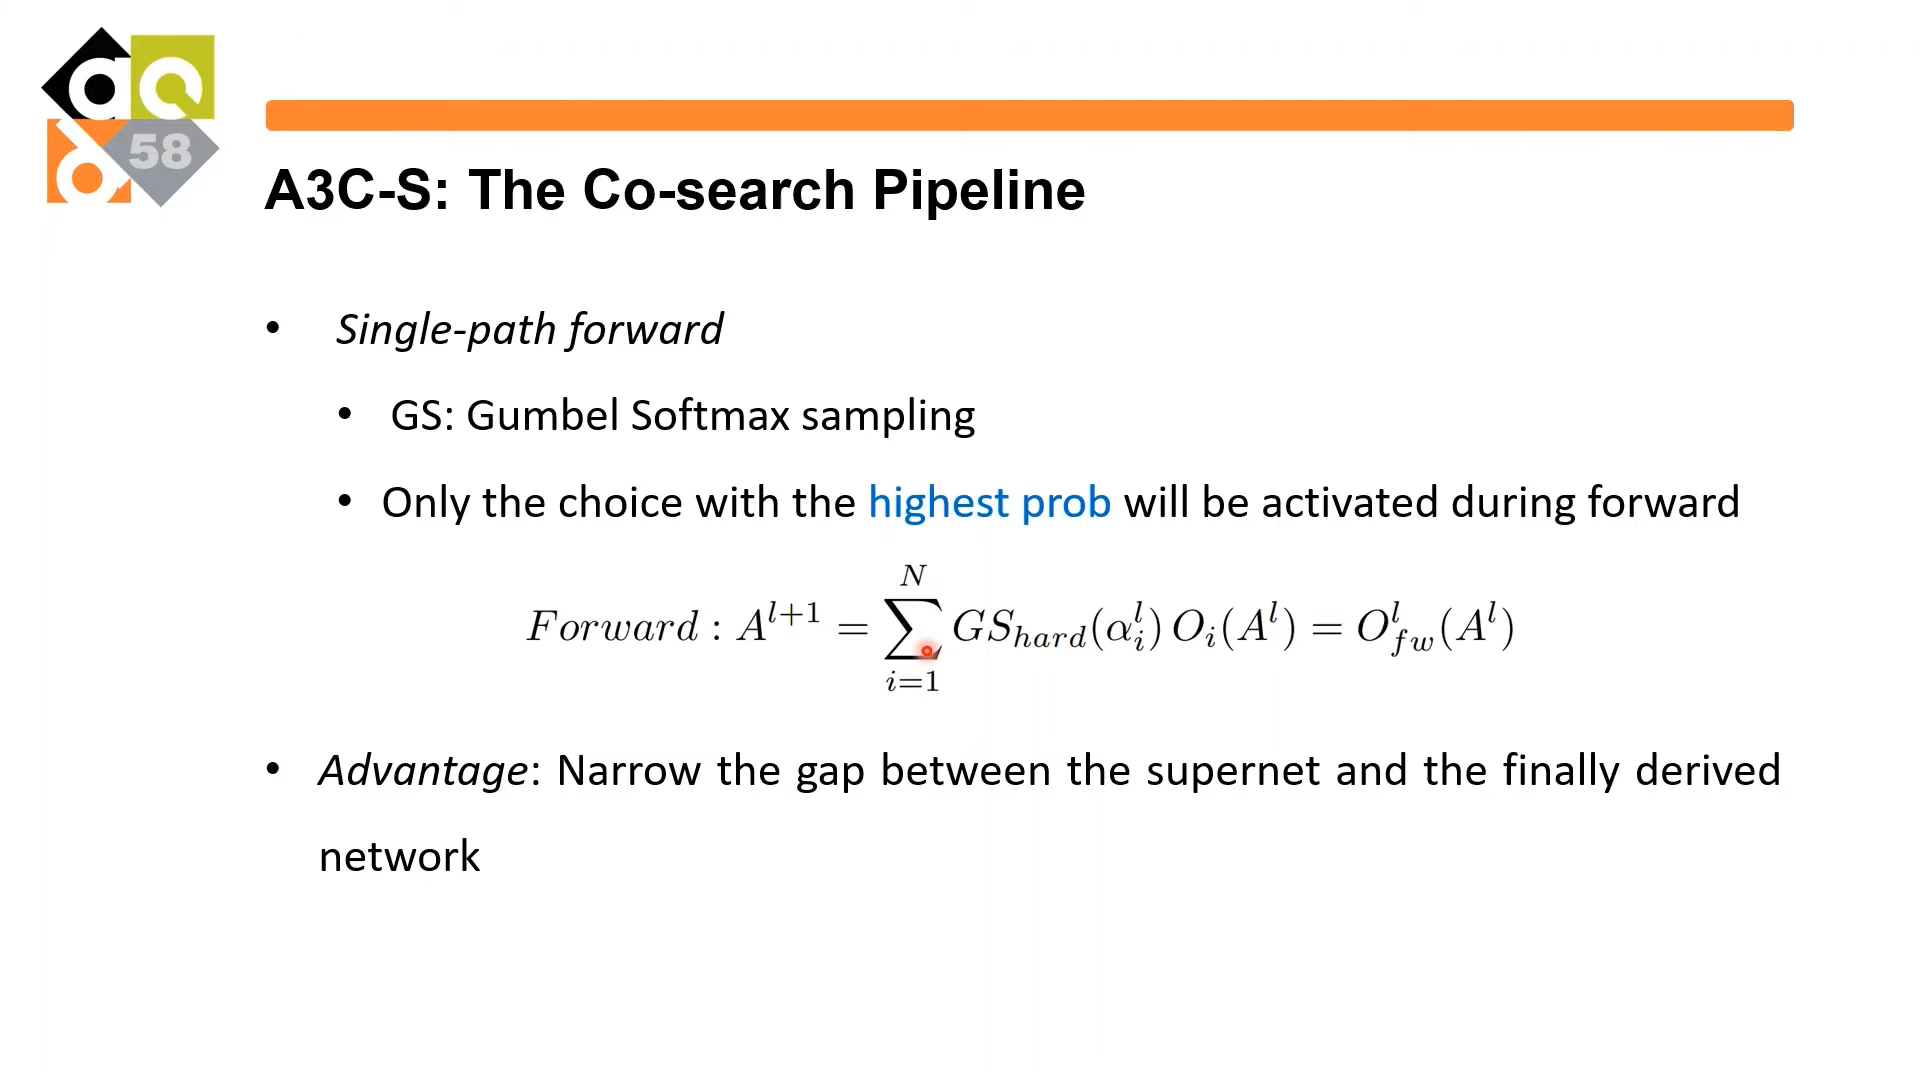 dac
58
A3C-S: The Co-search Pipeline
• Single-path forward
• GS: Gumbel Softmax sampling
• Only the choice with the highest prob will be activated during forward
$Forward : A^{l+1} = \sum_{i=1}^{N} GS_{hard}(\alpha_i^l) O_i(A^l) = O_{fw}^l(A^l)$
• Advantage: Narrow the gap between the supernet and the finally derived
network